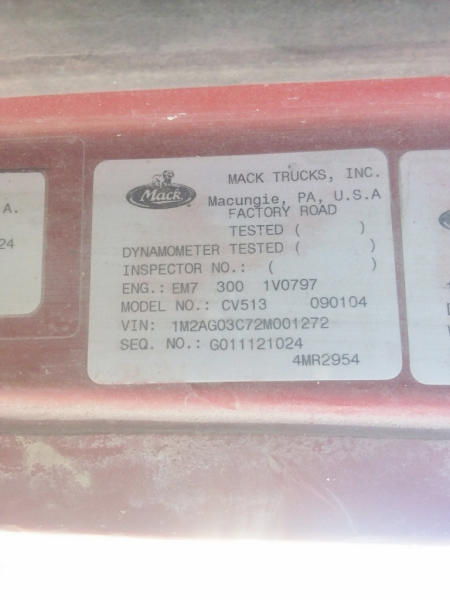 A.
24
Mack
MACK TRUCKS, INC.
Macungie, PA, U.S.A
FACTORY ROAD
TESTED ( )
DYNAMOMETER TESTED ( )
INSPECTOR NO.: ( )
ENG.: EM7 300 1V0797
MODEL NO.: CV513 090104
VIN: 1M2AG03C72M001272
SEQ. NO.: G011121024
4MR2954